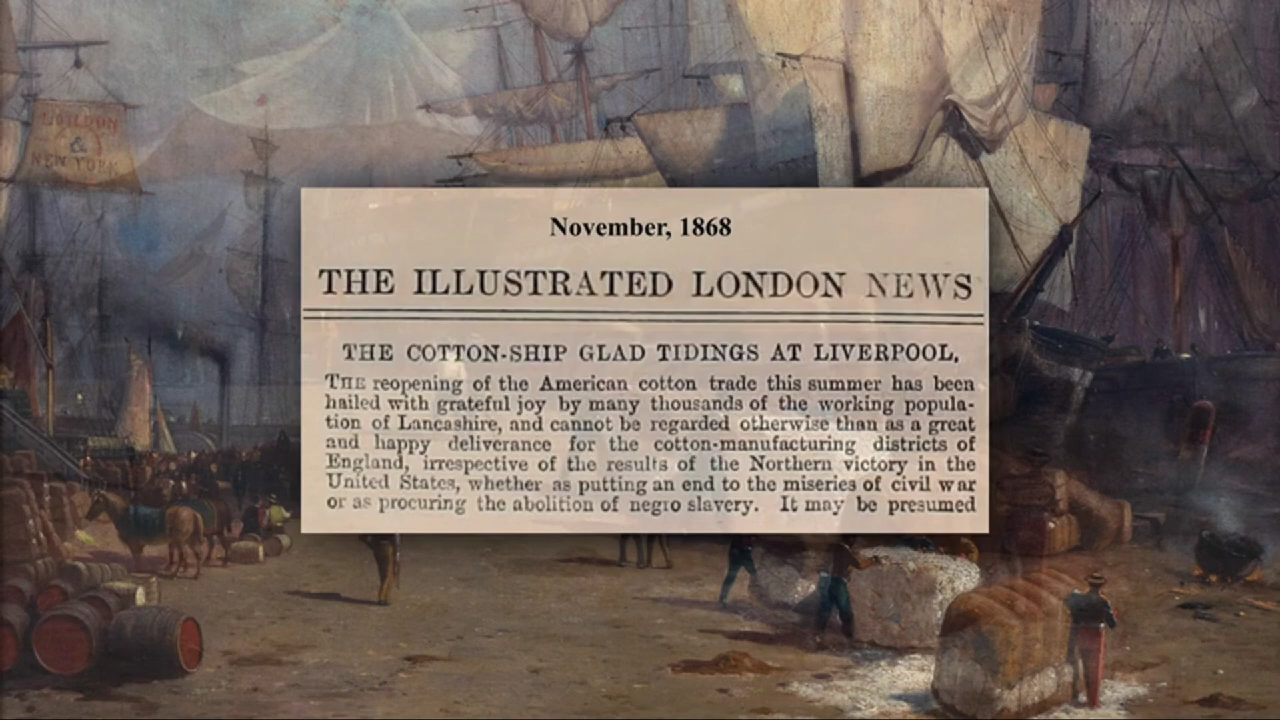 LONDON
&
NEW YORK
November, 1868
THE ILLUSTRATED LONDON NEWS
THE COTTON-SHIP GLAD TIDINGS AT LIVERPOOL.
THE reopening of the American cotton trade this summer has been
hailed with grateful joy by many thousands of the working popula-
tion of Lancashire, and cannot be regarded otherwise than as a great
and happy deliverance for the cotton-manufacturing districts of
England, irrespective of the results of the Northern victory in the
United States, whether as putting an end to the miseries of civil war
or as procuring the abolition of negro slavery. It may be presumed